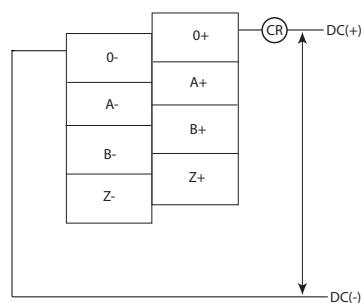 0+
CR
DC(+)
0-
A+
A-
B+
B-
Z+
Z-
DC(-)